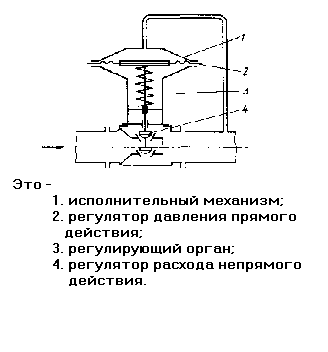 1
2
3
4
Это -
1. исполнительный механизм;
2. регулятор давления прямого
действия;
3. регулирующий орган;
4. регулятор расхода непрямого
действия.